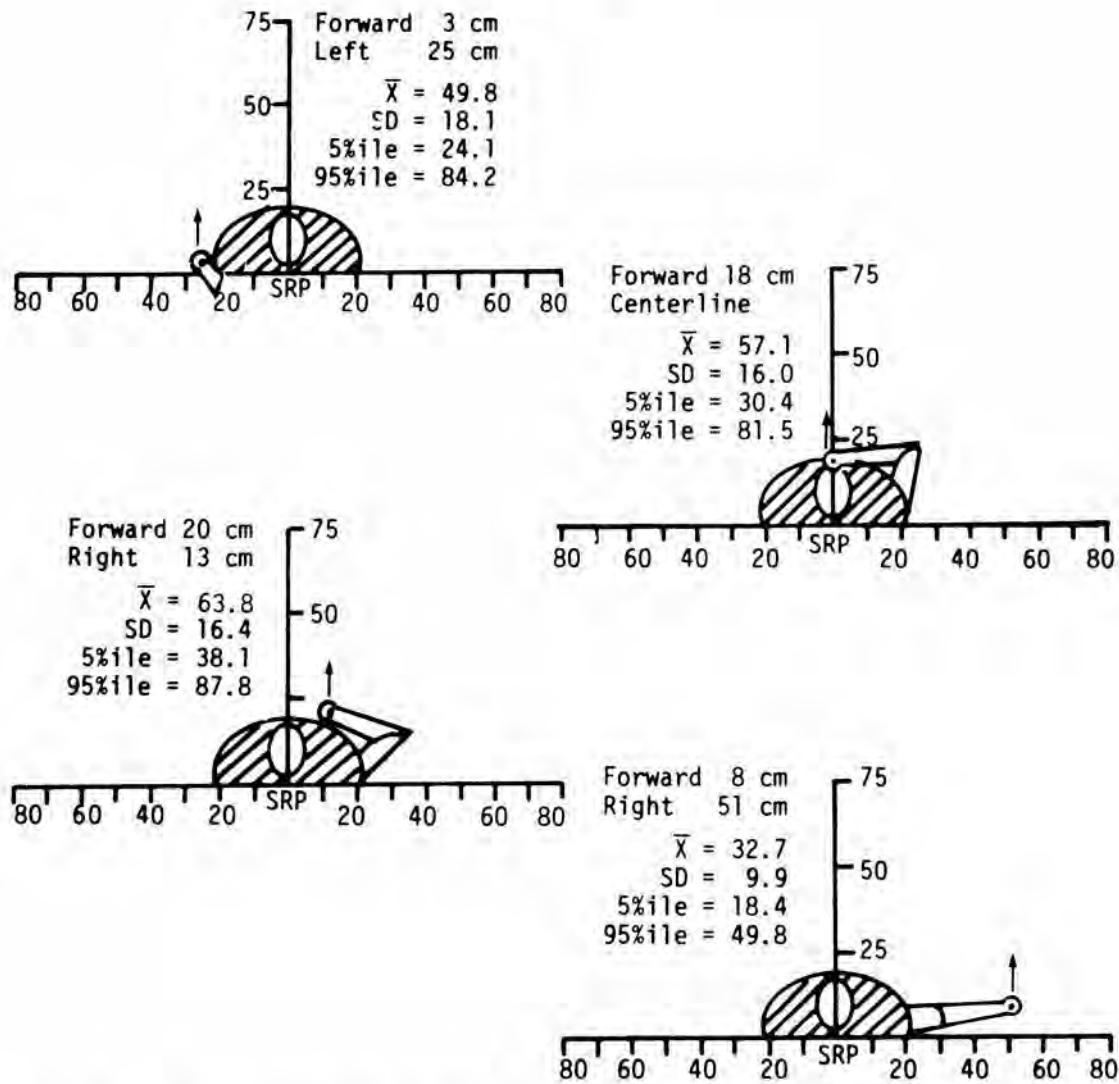 75
Forward 3 cm
Left 25 cm
50
X̄ = 49.8
SD = 18.1
5%ile = 24.1
25
95%ile = 84.2
80 60 40 20 SRP 20 40 60 80
Forward 18 cm
Centerline
75
X̄ = 57.1
50
SD = 16.0
5%ile = 30.4
95%ile = 81.5
25
80 60 40 20 SRP 20 40 60 80
Forward 20 cm
Right 13 cm
75
X̄ = 63.8
50
SD = 16.4
5%ile = 38.1
95%ile = 87.8
80 60 40 20 SRP 20 40 60 80
Forward 8 cm
Right 51 cm
75
X̄ = 32.7
50
SD = 9.9
5%ile = 18.4
95%ile = 49.8
25
80 60 40 20 SRP 20 40 60 80